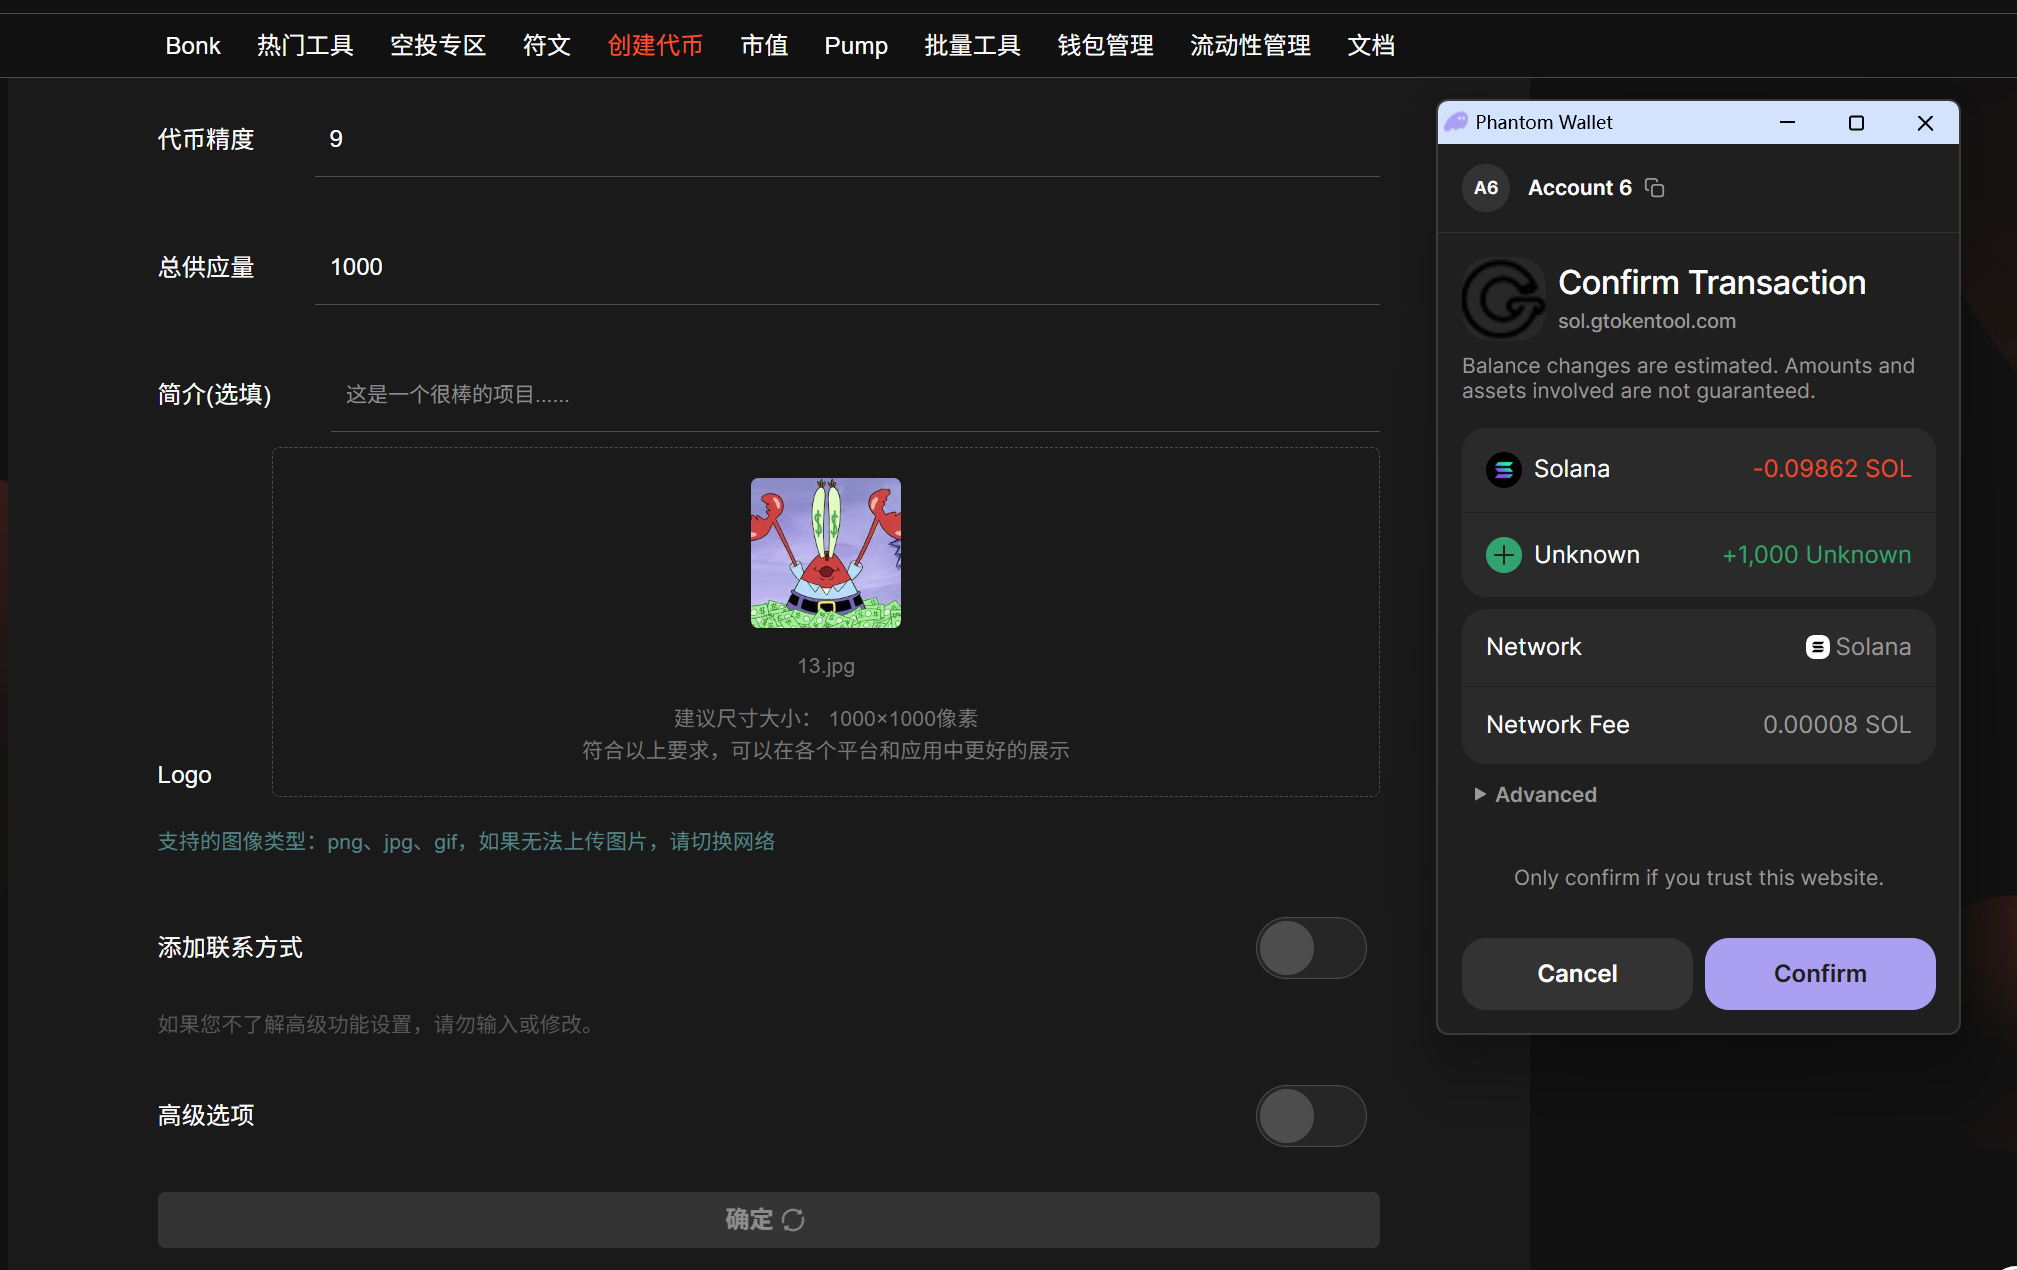 Bonk 热门工具 空投专区 符文 创建代币 市值 Pump 批量工具 钱包管理 流动性管理 文档
代币精度 9
总供应量 1000
简介(选填) 这是一个很棒的项目......
13.jpg
建议尺寸大小： 1000×1000像素
符合以上要求，可以在各个平台和应用中更好的展示
Logo
支持的图像类型：png、jpg、gif，如果无法上传图片，请切换网络
添加联系方式
如果您不了解高级功能设置，请勿输入或修改。
高级选项
确定
Phantom Wallet
A6 Account 6
Confirm Transaction
sol.gtokentool.com
Balance changes are estimated. Amounts and
assets involved are not guaranteed.
Solana -0.09862 SOL
Unknown +1,000 Unknown
Network Solana
Network Fee 0.00008 SOL
Advanced
Only confirm if you trust this website.
Cancel Confirm